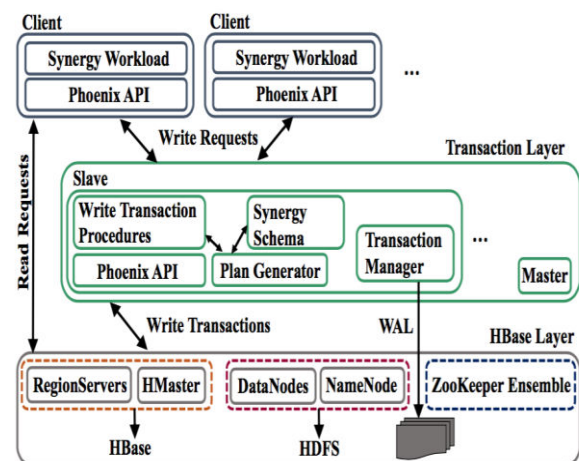 Client
Client
Synergy Workload
Synergy Workload
...
Phoenix API
Phoenix API
Write Requests
Read Requests
Transaction Layer
Slave
Write Transaction
Procedures
Synergy
Schema
Transaction
Manager
...
Phoenix API
Plan Generator
Master
Write Transactions
WAL
HBase Layer
RegionServers
HMaster
DataNodes
NameNode
ZooKeeper Ensemble
HBase
HDFS